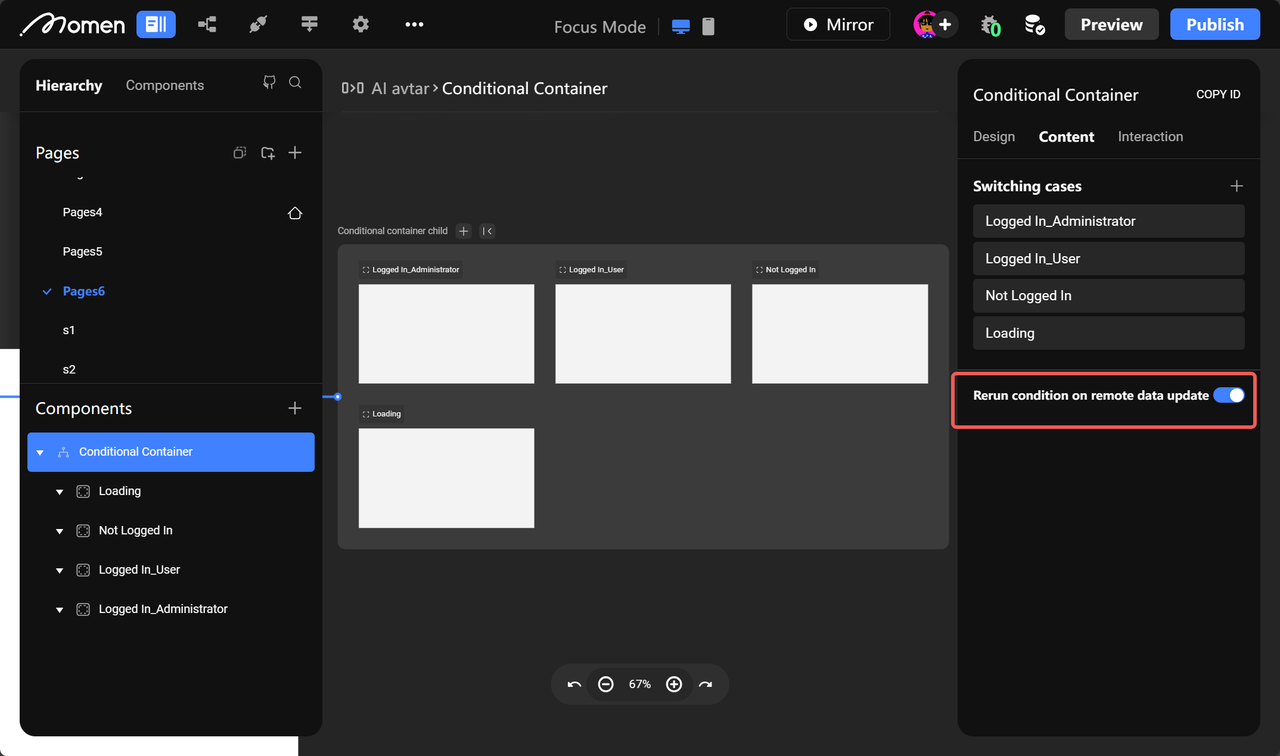 Momen
Focus Mode
Mirror
0
Preview
Publish
Hierarchy
Components
Pages
Pages4
Pages5
Pages6
s1
s2
Components
Conditional Container
Loading
Not Logged In
Logged In_User
Logged In_Administrator
AI avtar › Conditional Container
Conditional container child
Logged In_Administrator
Logged In_User
Not Logged In
Loading
67%
Conditional Container
COPY ID
Design
Content
Interaction
Switching cases
Logged In_Administrator
Logged In_User
Not Logged In
Loading
Rerun condition on remote data update